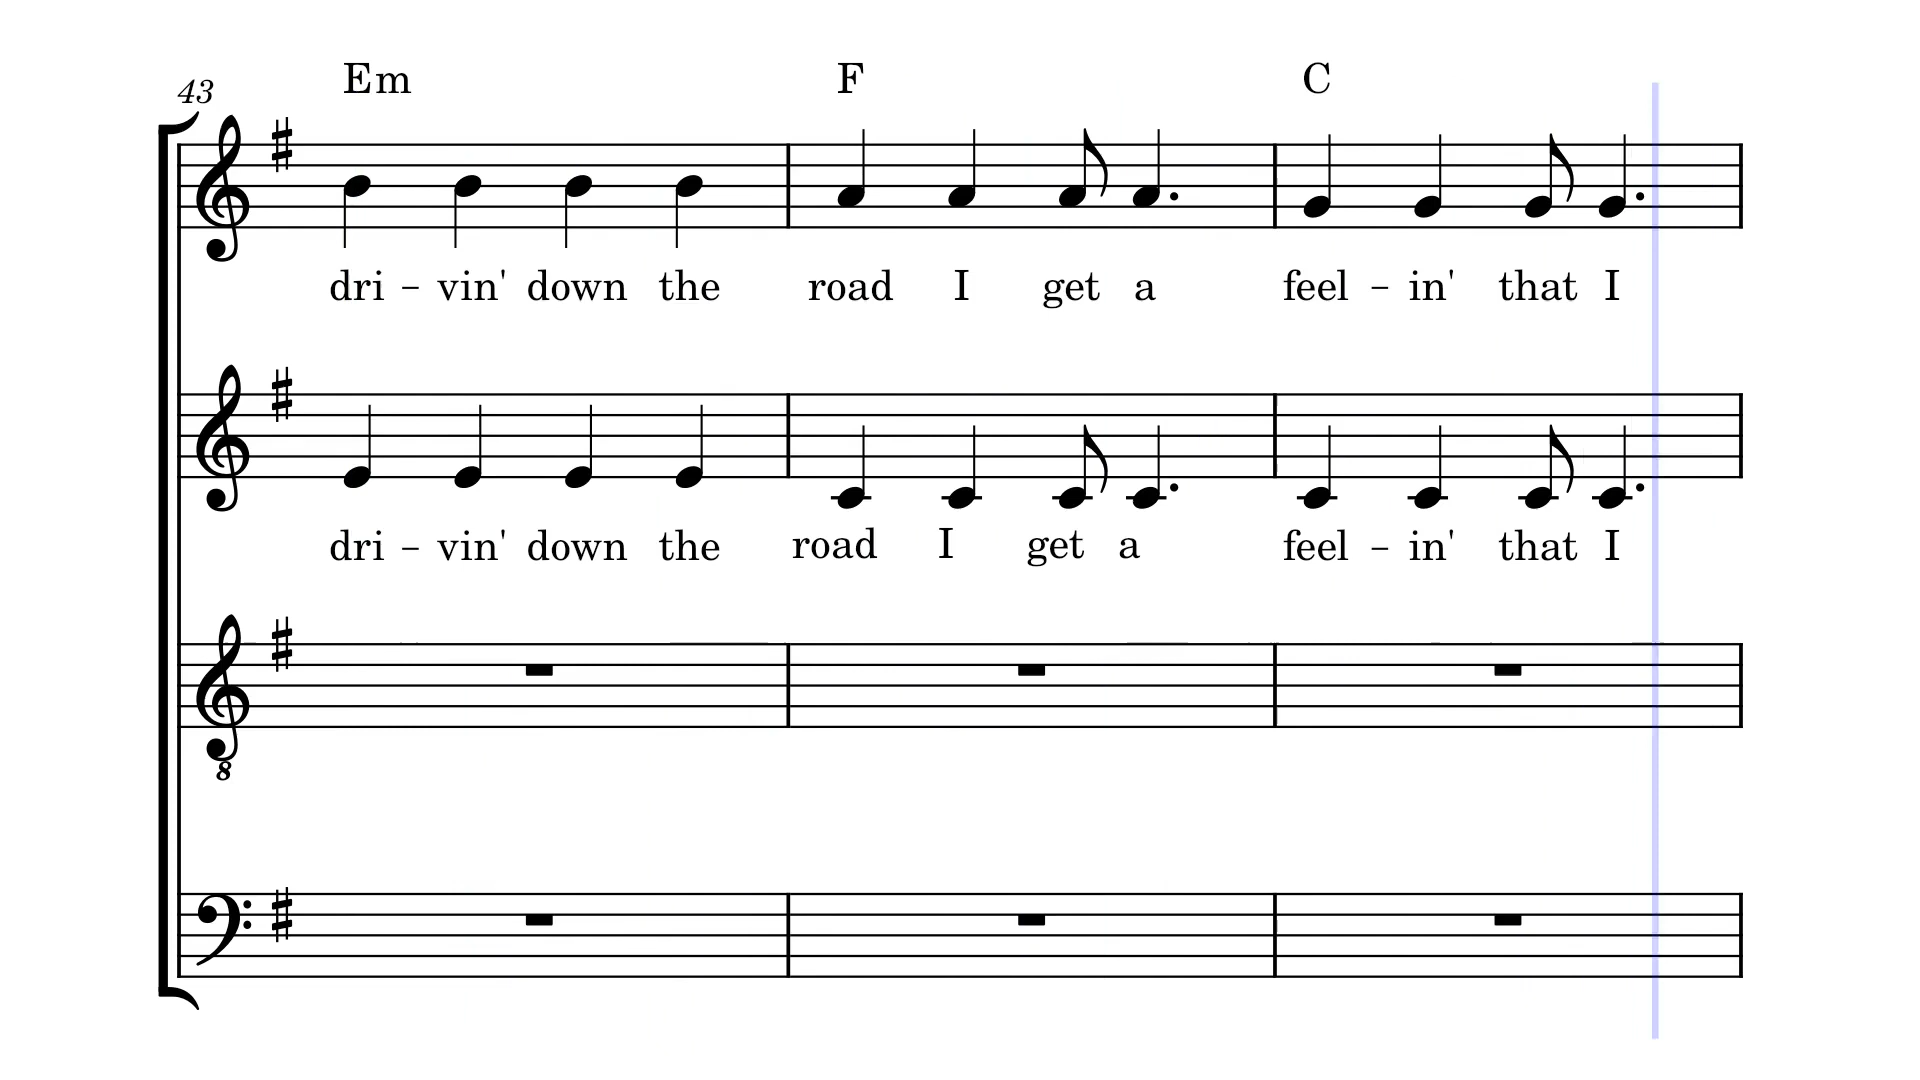 Em F C
43
dri - vin' down the road I get a feel - in' that I
dri - vin' down the road I get a feel - in' that I
8